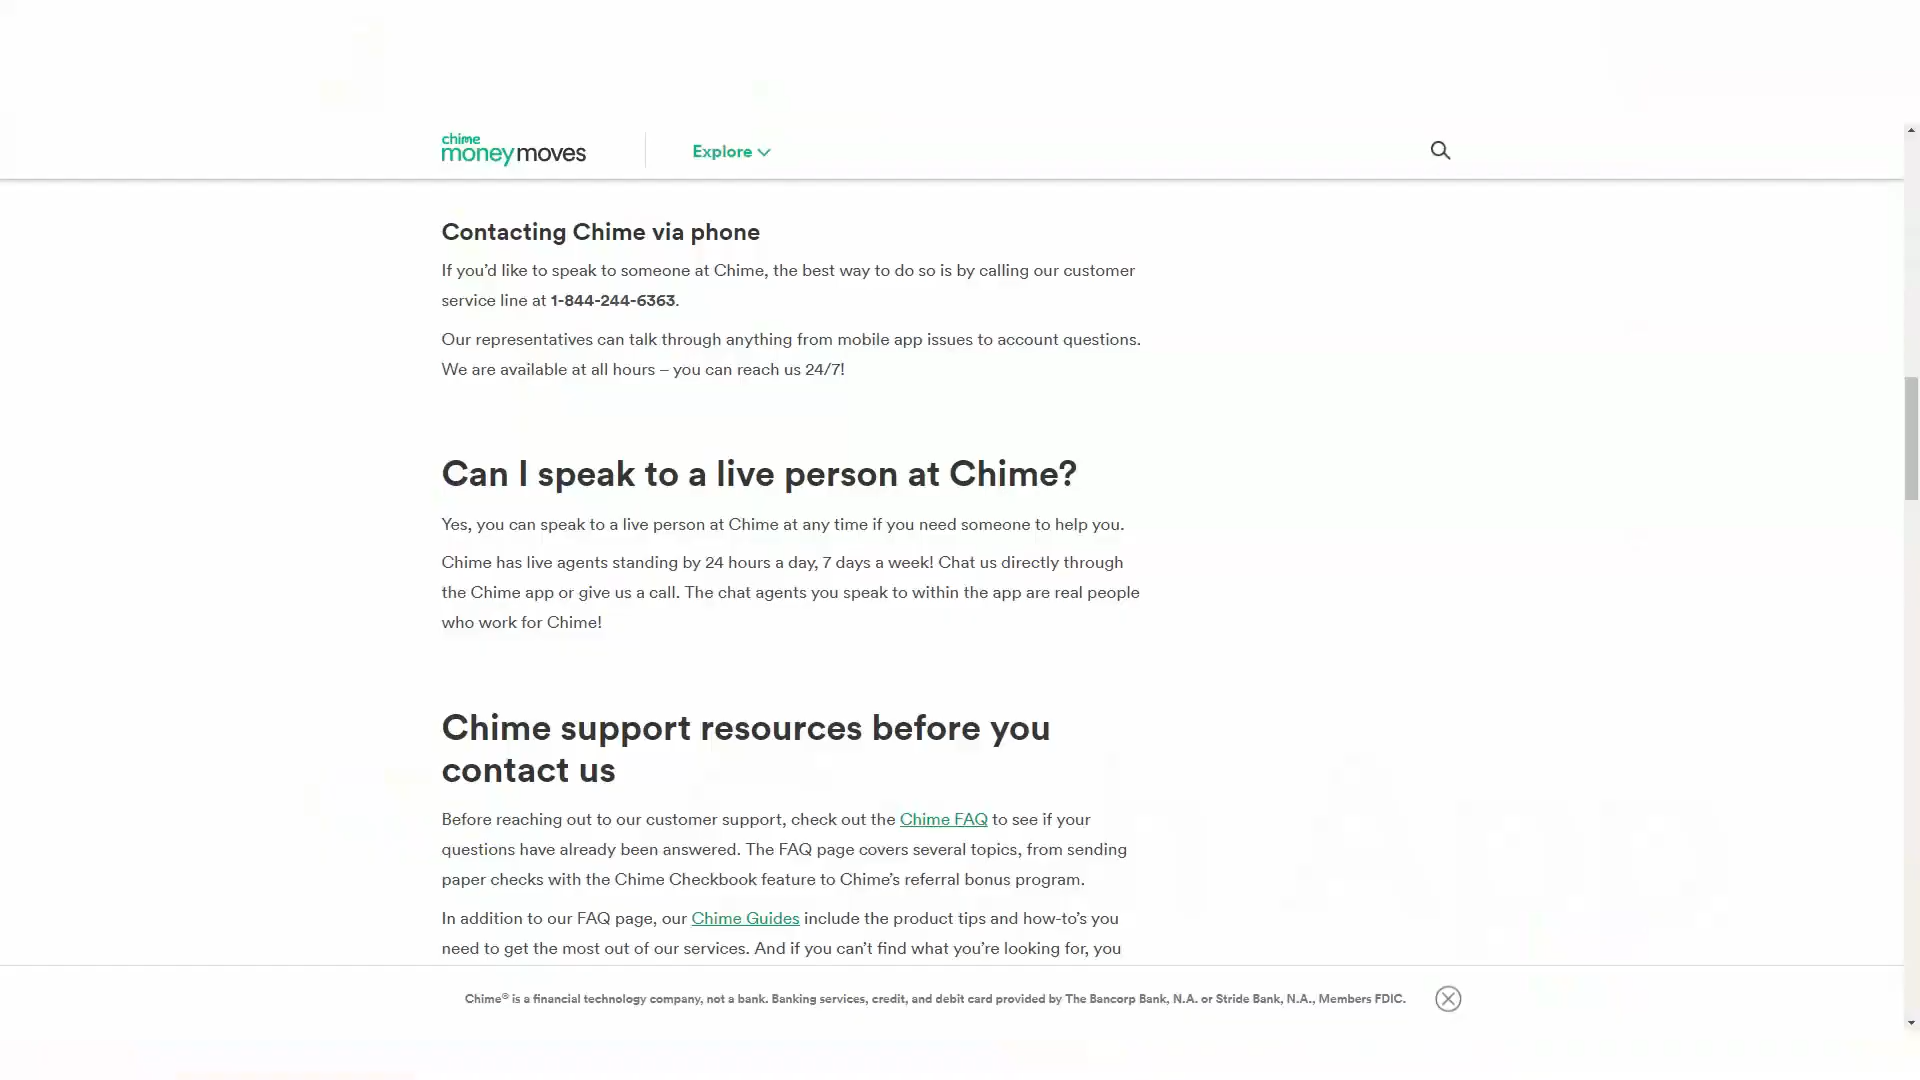 chime
moneymoves
Explore
Contacting Chime via phone
If you’d like to speak to someone at Chime, the best way to do so is by calling our customer
service line at 1-844-244-6363.
Our representatives can talk through anything from mobile app issues to account questions.
We are available at all hours – you can reach us 24/7!
Can I speak to a live person at Chime?
Yes, you can speak to a live person at Chime at any time if you need someone to help you.
Chime has live agents standing by 24 hours a day, 7 days a week! Chat us directly through
the Chime app or give us a call. The chat agents you speak to within the app are real people
who work for Chime!
Chime support resources before you
contact us
Before reaching out to our customer support, check out the Chime FAQ to see if your
questions have already been answered. The FAQ page covers several topics, from sending
paper checks with the Chime Checkbook feature to Chime’s referral bonus program.
In addition to our FAQ page, our Chime Guides include the product tips and how-to’s you
need to get the most out of our services. And if you can’t find what you’re looking for, you
Chime® is a financial technology company, not a bank. Banking services, credit, and debit card provided by The Bancorp Bank, N.A. or Stride Bank, N.A., Members FDIC.